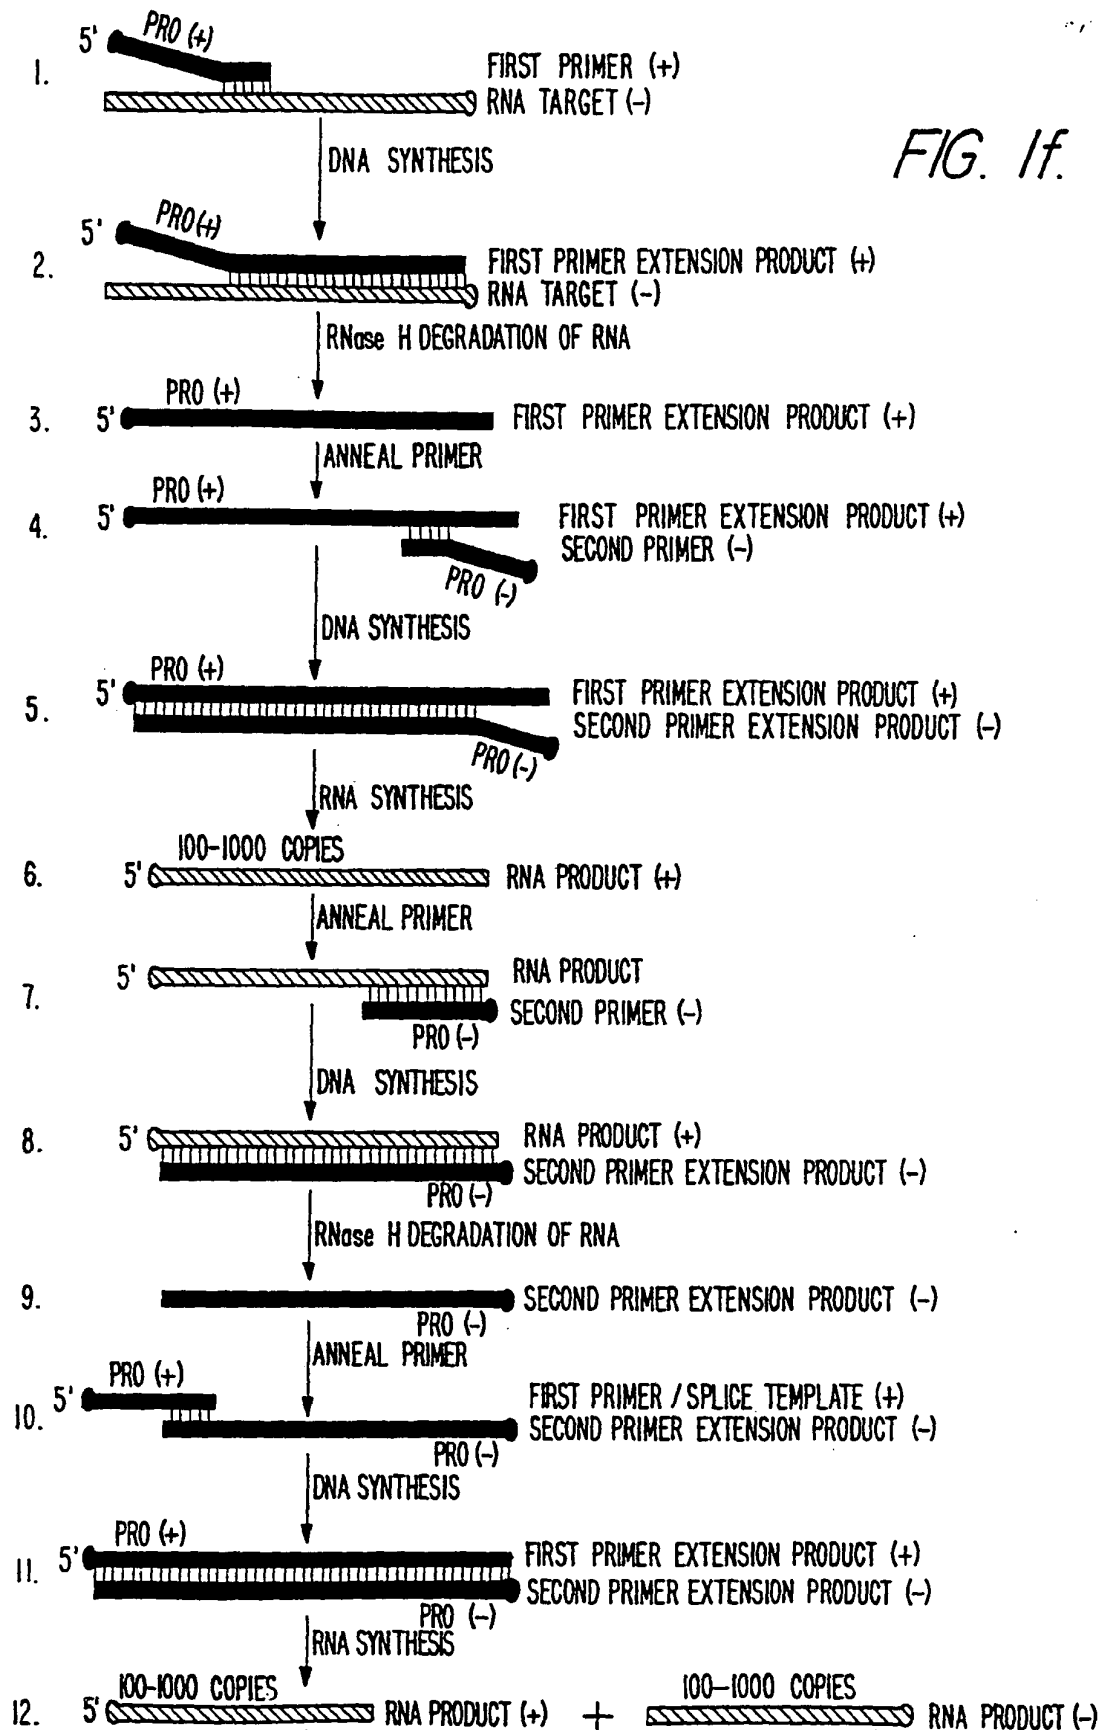 5' PRO (+)
1. FIRST PRIMER (+)
RNA TARGET (-)
DNA SYNTHESIS
FIG. 1f.
5' PRO (+)
2. FIRST PRIMER EXTENSION PRODUCT (+)
RNA TARGET (-)
RNase H DEGRADATION OF RNA
PRO (+)
3. 5' FIRST PRIMER EXTENSION PRODUCT (+)
ANNEAL PRIMER
PRO (+)
4. 5' FIRST PRIMER EXTENSION PRODUCT (+)
SECOND PRIMER (-)
PRO (-)
DNA SYNTHESIS
PRO (+)
5. 5' FIRST PRIMER EXTENSION PRODUCT (+)
SECOND PRIMER EXTENSION PRODUCT (-)
PRO (-)
RNA SYNTHESIS
100-1000 COPIES
6. 5' RNA PRODUCT (+)
ANNEAL PRIMER
5' RNA PRODUCT
7. SECOND PRIMER (-)
PRO (-)
DNA SYNTHESIS
8. 5' RNA PRODUCT (+)
SECOND PRIMER EXTENSION PRODUCT (-)
PRO (-)
RNase H DEGRADATION OF RNA
9. SECOND PRIMER EXTENSION PRODUCT (-)
PRO (-)
ANNEAL PRIMER
PRO (+)
10. 5' FIRST PRIMER / SPLICE TEMPLATE (+)
SECOND PRIMER EXTENSION PRODUCT (-)
PRO (-)
DNA SYNTHESIS
PRO (+)
11. 5' FIRST PRIMER EXTENSION PRODUCT (+)
SECOND PRIMER EXTENSION PRODUCT (-)
PRO (-)
RNA SYNTHESIS
100-1000 COPIES 100-1000 COPIES
12. 5' RNA PRODUCT (+) + RNA PRODUCT (-)